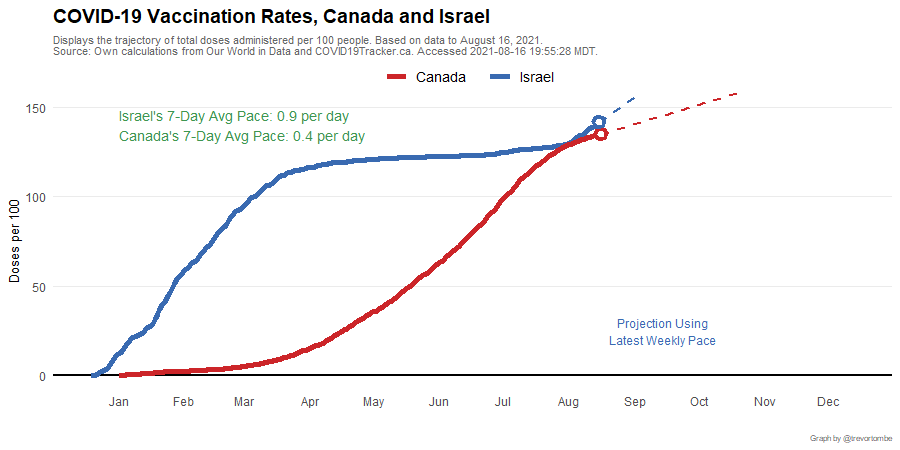 COVID-19 Vaccination Rates, Canada and Israel
Displays the trajectory of total doses administered per 100 people. Based on data to August 16, 2021.
Source: Own calculations from Our World in Data and COVID19Tracker.ca. Accessed 2021-08-16 19:55:28 MDT.
Canada Israel
Israel's 7-Day Avg Pace: 0.9 per day
Canada's 7-Day Avg Pace: 0.4 per day
Doses per 100
150
100
50
0
Projection Using
Latest Weekly Pace
Jan Feb Mar Apr May Jun Jul Aug Sep Oct Nov Dec
Graph by @trevortombe